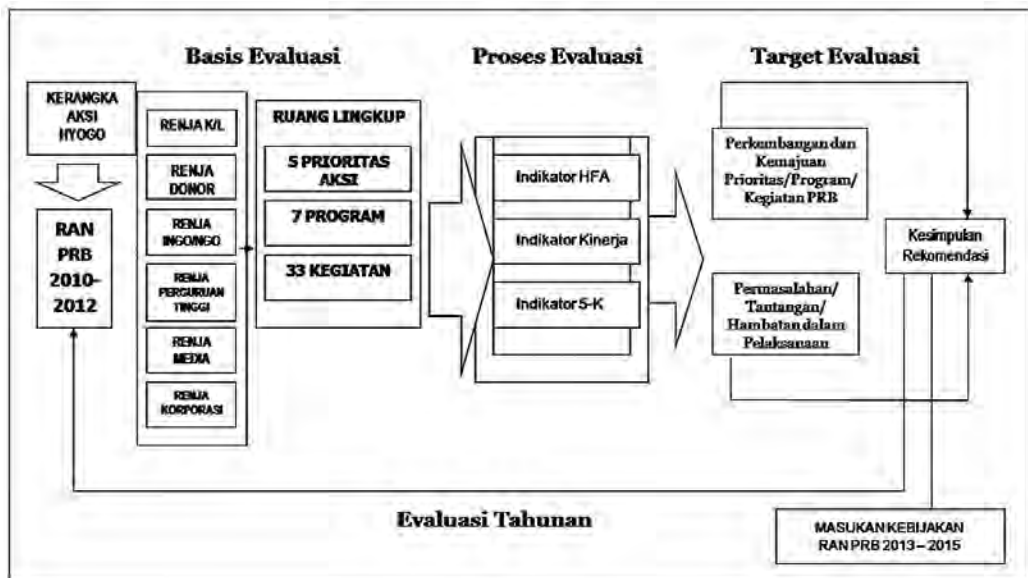 Basis Evaluasi
Proses Evaluasi
Target Evaluasi
KERANGKA
AKSI
HYOGO
RAN
PRB
2010-
2012
RENJA K/L
RENJA
DONOR
RENJA
INGO/NGO
RENJA
PERGURUAN
TINGGI
RENJA
MEDIA
RENJA
KORPORASI
RUANG LINGKUP
5 PRIORITAS
AKSI
7 PROGRAM
33 KEGIATAN
Indikator HFA
Indikator Kinerja
Indikator 5-K
Perkembangan dan
Kemajuan
Prioritas/Program/
Kegiatan PRB
Permasalahan/
Tantangan/
Hambatan dalam
Pelaksanaan
Kesimpulan
Rekomendasi
Evaluasi Tahunan
MASUKAN KEBIJAKAN
RAN PRB 2013 – 2015